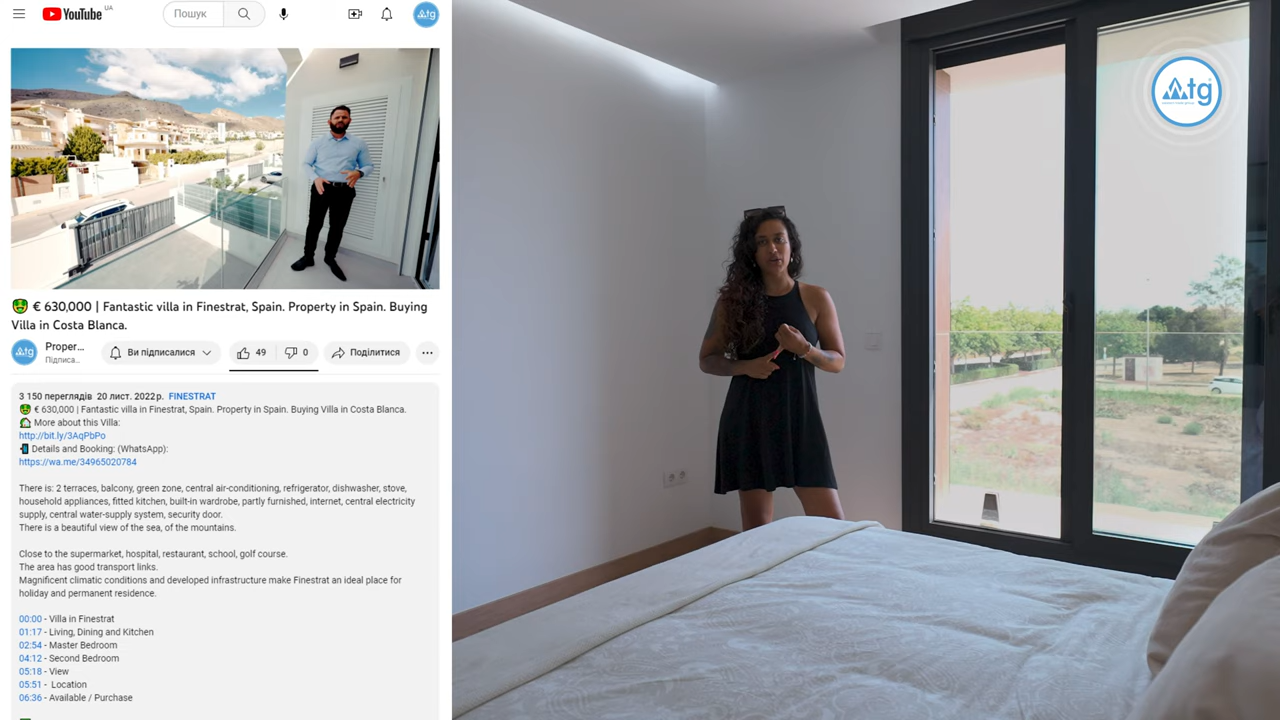 YouTube UA
Пошук
Atg
€ 630,000 | Fantastic villa in Finestrat, Spain. Property in Spain. Buying
Villa in Costa Blanca.
Atg
Proper...
Підписа...
Ви підписалися
49
0
Поділитися
3 150 переглядів 20 лист. 2022 р. FINESTRAT
€ 630,000 | Fantastic villa in Finestrat, Spain. Property in Spain. Buying Villa in Costa Blanca.
More about this Villa:
http://bit.ly/3AqPbPo
Details and Booking: (WhatsApp):
https://wa.me/34965020784
There is: 2 terraces, balcony, green zone, central air-conditioning, refrigerator, dishwasher, stove,
household appliances, fitted kitchen, built-in wardrobe, partly furnished, internet, central electricity
supply, central water-supply system, security door.
There is a beautiful view of the sea, of the mountains.
Close to the supermarket, hospital, restaurant, school, golf course.
The area has good transport links.
Magnificent climatic conditions and developed infrastructure make Finestrat an ideal place for
holiday and permanent residence.
00:00 - Villa in Finestrat
01:17 - Living, Dining and Kitchen
02:54 - Master Bedroom
04:12 - Second Bedroom
05:18 - View
05:51 - Location
06:36 - Available / Purchase
Atg